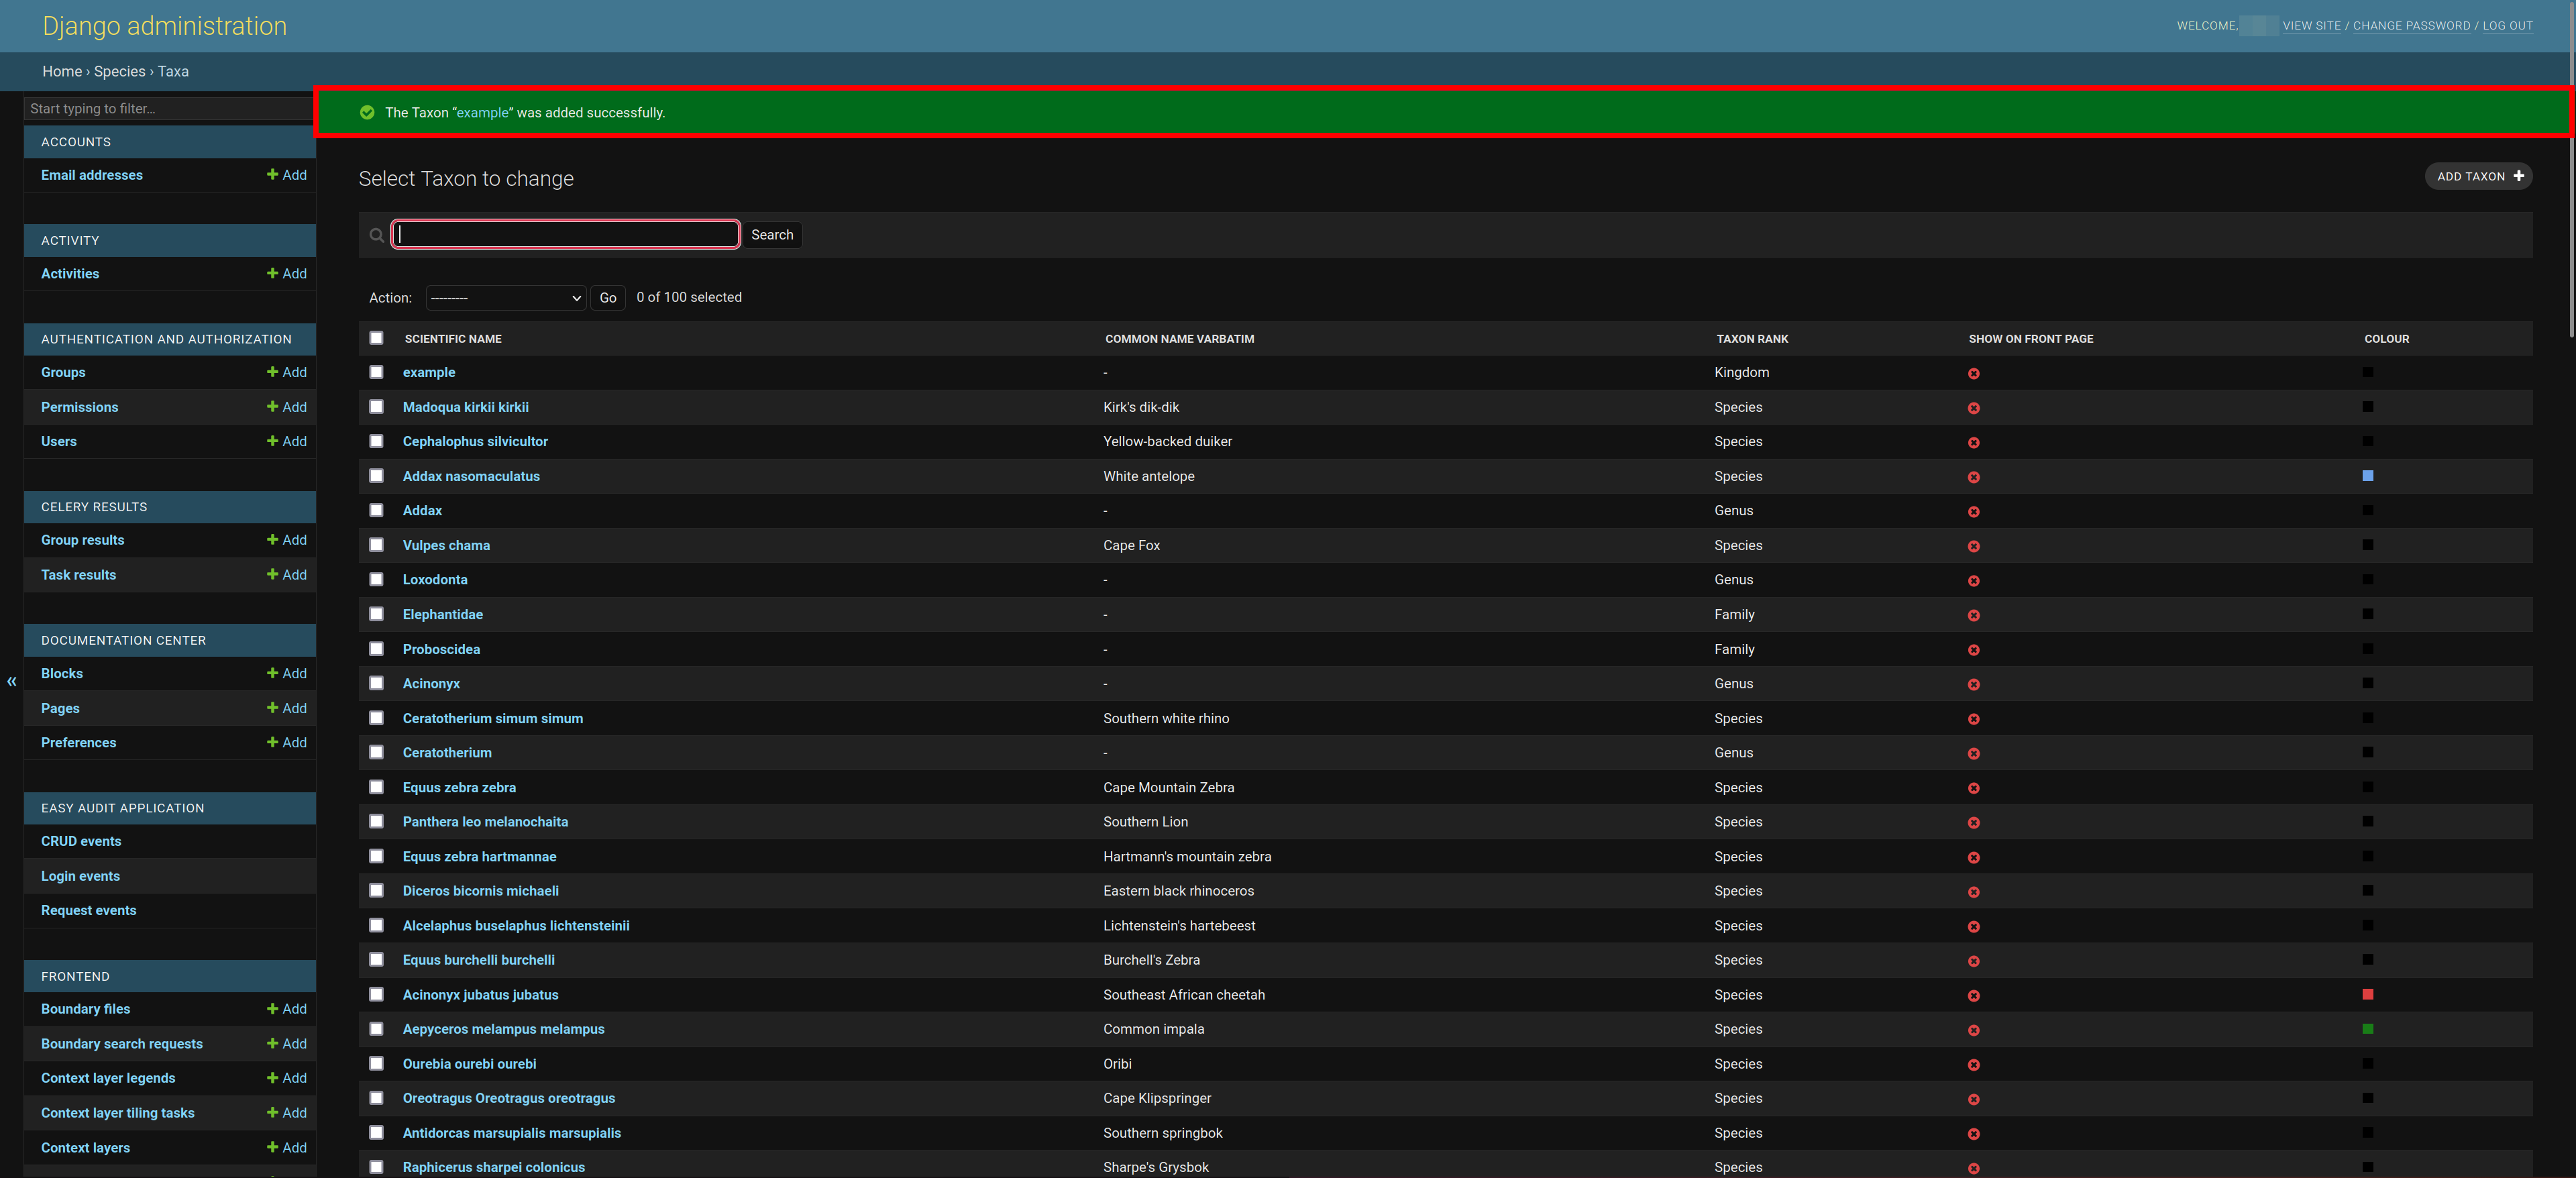 Django administration
WELCOME, VIEW SITE / CHANGE PASSWORD / LOG OUT
Home › Species › Taxa
Start typing to filter...
ACCOUNTS
Email addresses Add
ACTIVITY
Activities Add
AUTHENTICATION AND AUTHORIZATION
Groups Add
Permissions Add
Users Add
CELERY RESULTS
Group results Add
Task results Add
DOCUMENTATION CENTER
Blocks Add
Pages Add
Preferences Add
EASY AUDIT APPLICATION
CRUD events
Login events
Request events
FRONTEND
Boundary files Add
Boundary search requests Add
Context layer legends Add
Context layer tiling tasks Add
Context layers Add
«
The Taxon “example” was added successfully.
Select Taxon to change
ADD TAXON +
Search
Action: --------- Go 0 of 100 selected
SCIENTIFIC NAME COMMON NAME VARBATIM TAXON RANK SHOW ON FRONT PAGE COLOUR
example - Kingdom
Madoqua kirkii kirkii Kirk's dik-dik Species
Cephalophus silvicultor Yellow-backed duiker Species
Addax nasomaculatus White antelope Species
Addax - Genus
Vulpes chama Cape Fox Species
Loxodonta - Genus
Elephantidae - Family
Proboscidea - Family
Acinonyx - Genus
Ceratotherium simum simum Southern white rhino Species
Ceratotherium - Genus
Equus zebra zebra Cape Mountain Zebra Species
Panthera leo melanochaita Southern Lion Species
Equus zebra hartmannae Hartmann's mountain zebra Species
Diceros bicornis michaeli Eastern black rhinoceros Species
Alcelaphus buselaphus lichtensteinii Lichtenstein's hartebeest Species
Equus burchelli burchelli Burchell's Zebra Species
Acinonyx jubatus jubatus Southeast African cheetah Species
Aepyceros melampus melampus Common impala Species
Ourebia ourebi ourebi Oribi Species
Oreotragus Oreotragus oreotragus Cape Klipspringer Species
Antidorcas marsupialis marsupialis Southern springbok Species
Raphicerus sharpei colonicus Sharpe's Grysbok Species